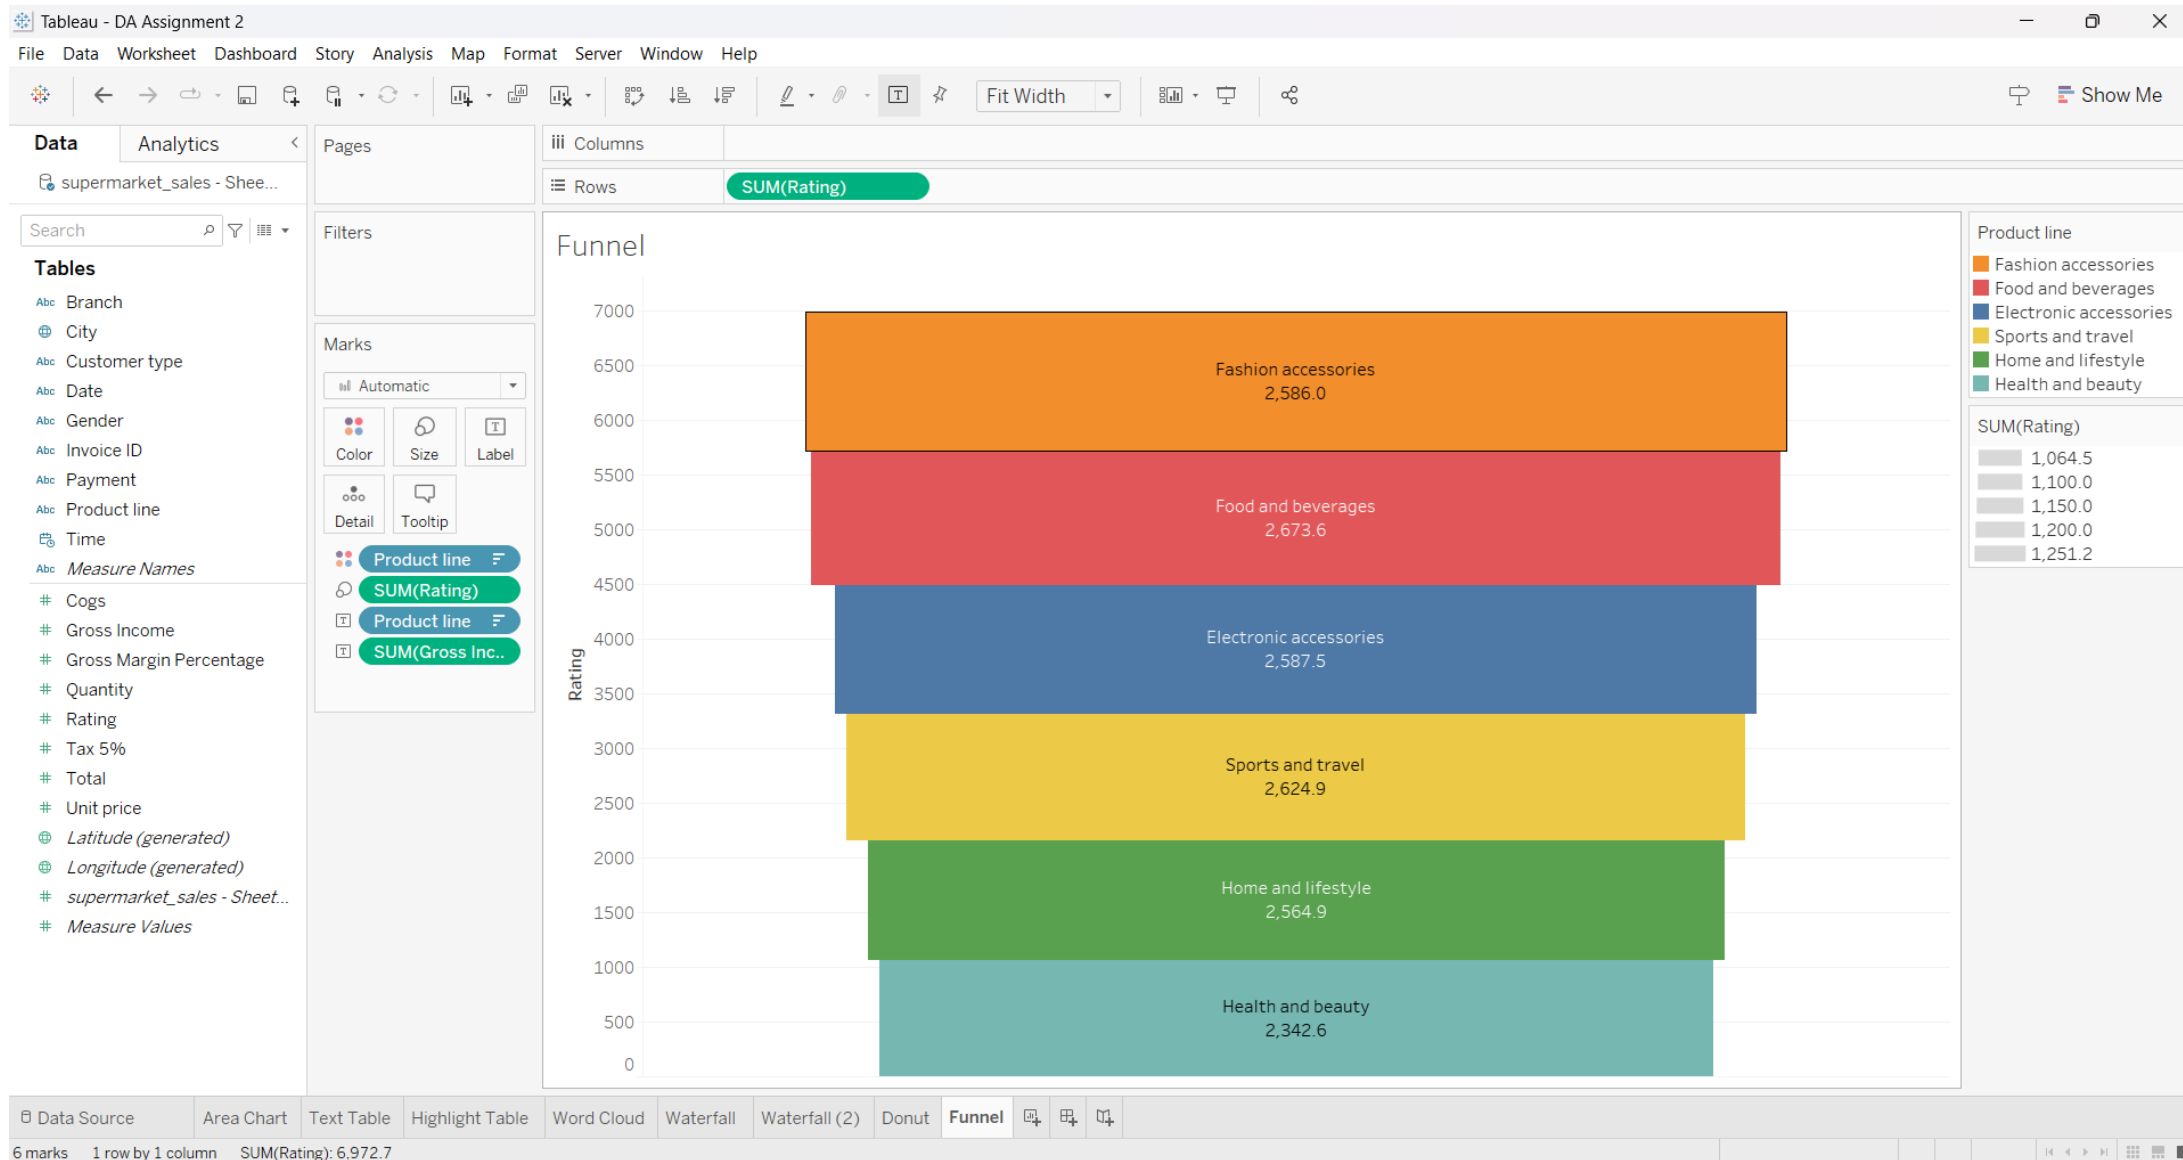 Tableau - DA Assignment 2
File Data Worksheet Dashboard Story Analysis Map Format Server Window Help
Fit Width
Show Me
Data Analytics
supermarket_sales - Shee...
Search
Tables
Abc Branch
City
Abc Customer type
Abc Date
Abc Gender
Abc Invoice ID
Abc Payment
Abc Product line
Time
Abc Measure Names
# Cogs
# Gross Income
# Gross Margin Percentage
# Quantity
# Rating
# Tax 5%
# Total
# Unit price
Latitude (generated)
Longitude (generated)
# supermarket_sales - Sheet...
# Measure Values
Pages
Filters
Marks
Automatic
Color Size Label
Detail Tooltip
Product line
SUM(Rating)
Product line
SUM(Gross Inc..
Columns
Rows SUM(Rating)
Funnel
Rating
7000
6500
6000
5500
5000
4500
4000
3500
3000
2500
2000
1500
1000
500
0
Fashion accessories
2,586.0
Food and beverages
2,673.6
Electronic accessories
2,587.5
Sports and travel
2,624.9
Home and lifestyle
2,564.9
Health and beauty
2,342.6
Product line
Fashion accessories
Food and beverages
Electronic accessories
Sports and travel
Home and lifestyle
Health and beauty
SUM(Rating)
1,064.5
1,100.0
1,150.0
1,200.0
1,251.2
Data Source Area Chart Text Table Highlight Table Word Cloud Waterfall Waterfall (2) Donut Funnel
6 marks 1 row by 1 column SUM(Rating): 6,972.7